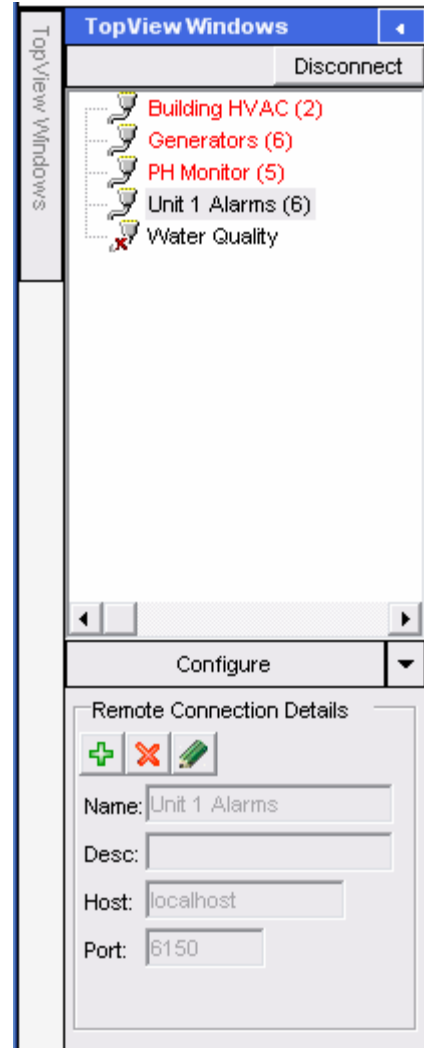 TopView Windows
TopView Windows
Disconnect
Building HVAC (2)
Generators (6)
PH Monitor (5)
Unit 1 Alarms (6)
Water Quality
Configure
Remote Connection Details
Name: Unit 1 Alarms
Desc:
Host: localhost
Port: 6150